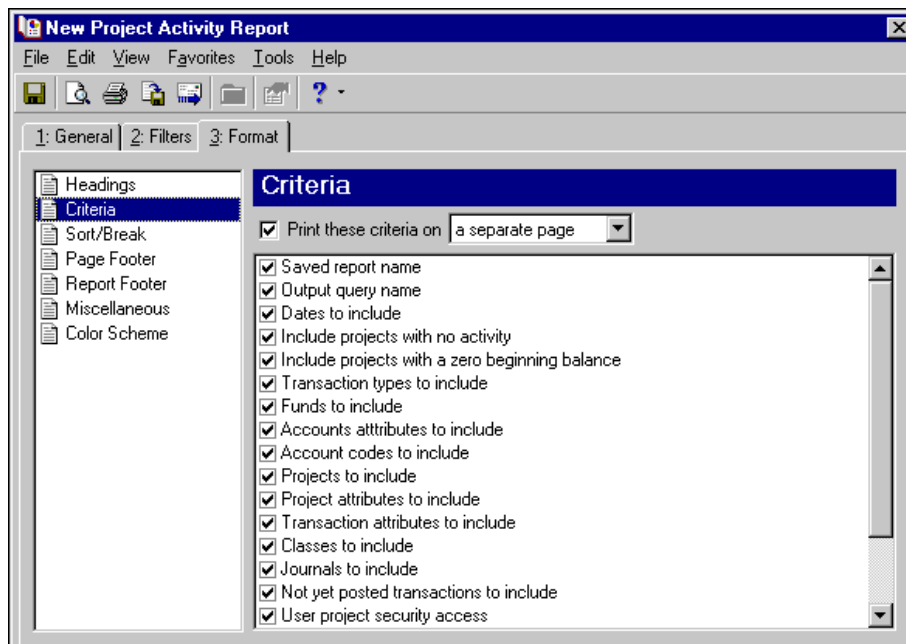 New Project Activity Report
File Edit View Favorites Tools Help
?
1: General 2: Filters 3: Format
Headings
Criteria
Sort/Break
Page Footer
Report Footer
Miscellaneous
Color Scheme
Criteria
Print these criteria on a separate page
Saved report name
Output query name
Dates to include
Include projects with no activity
Include projects with a zero beginning balance
Transaction types to include
Funds to include
Accounts atttributes to include
Account codes to include
Projects to include
Project attributes to include
Transaction attributes to include
Classes to include
Journals to include
Not yet posted transactions to include
User project security access